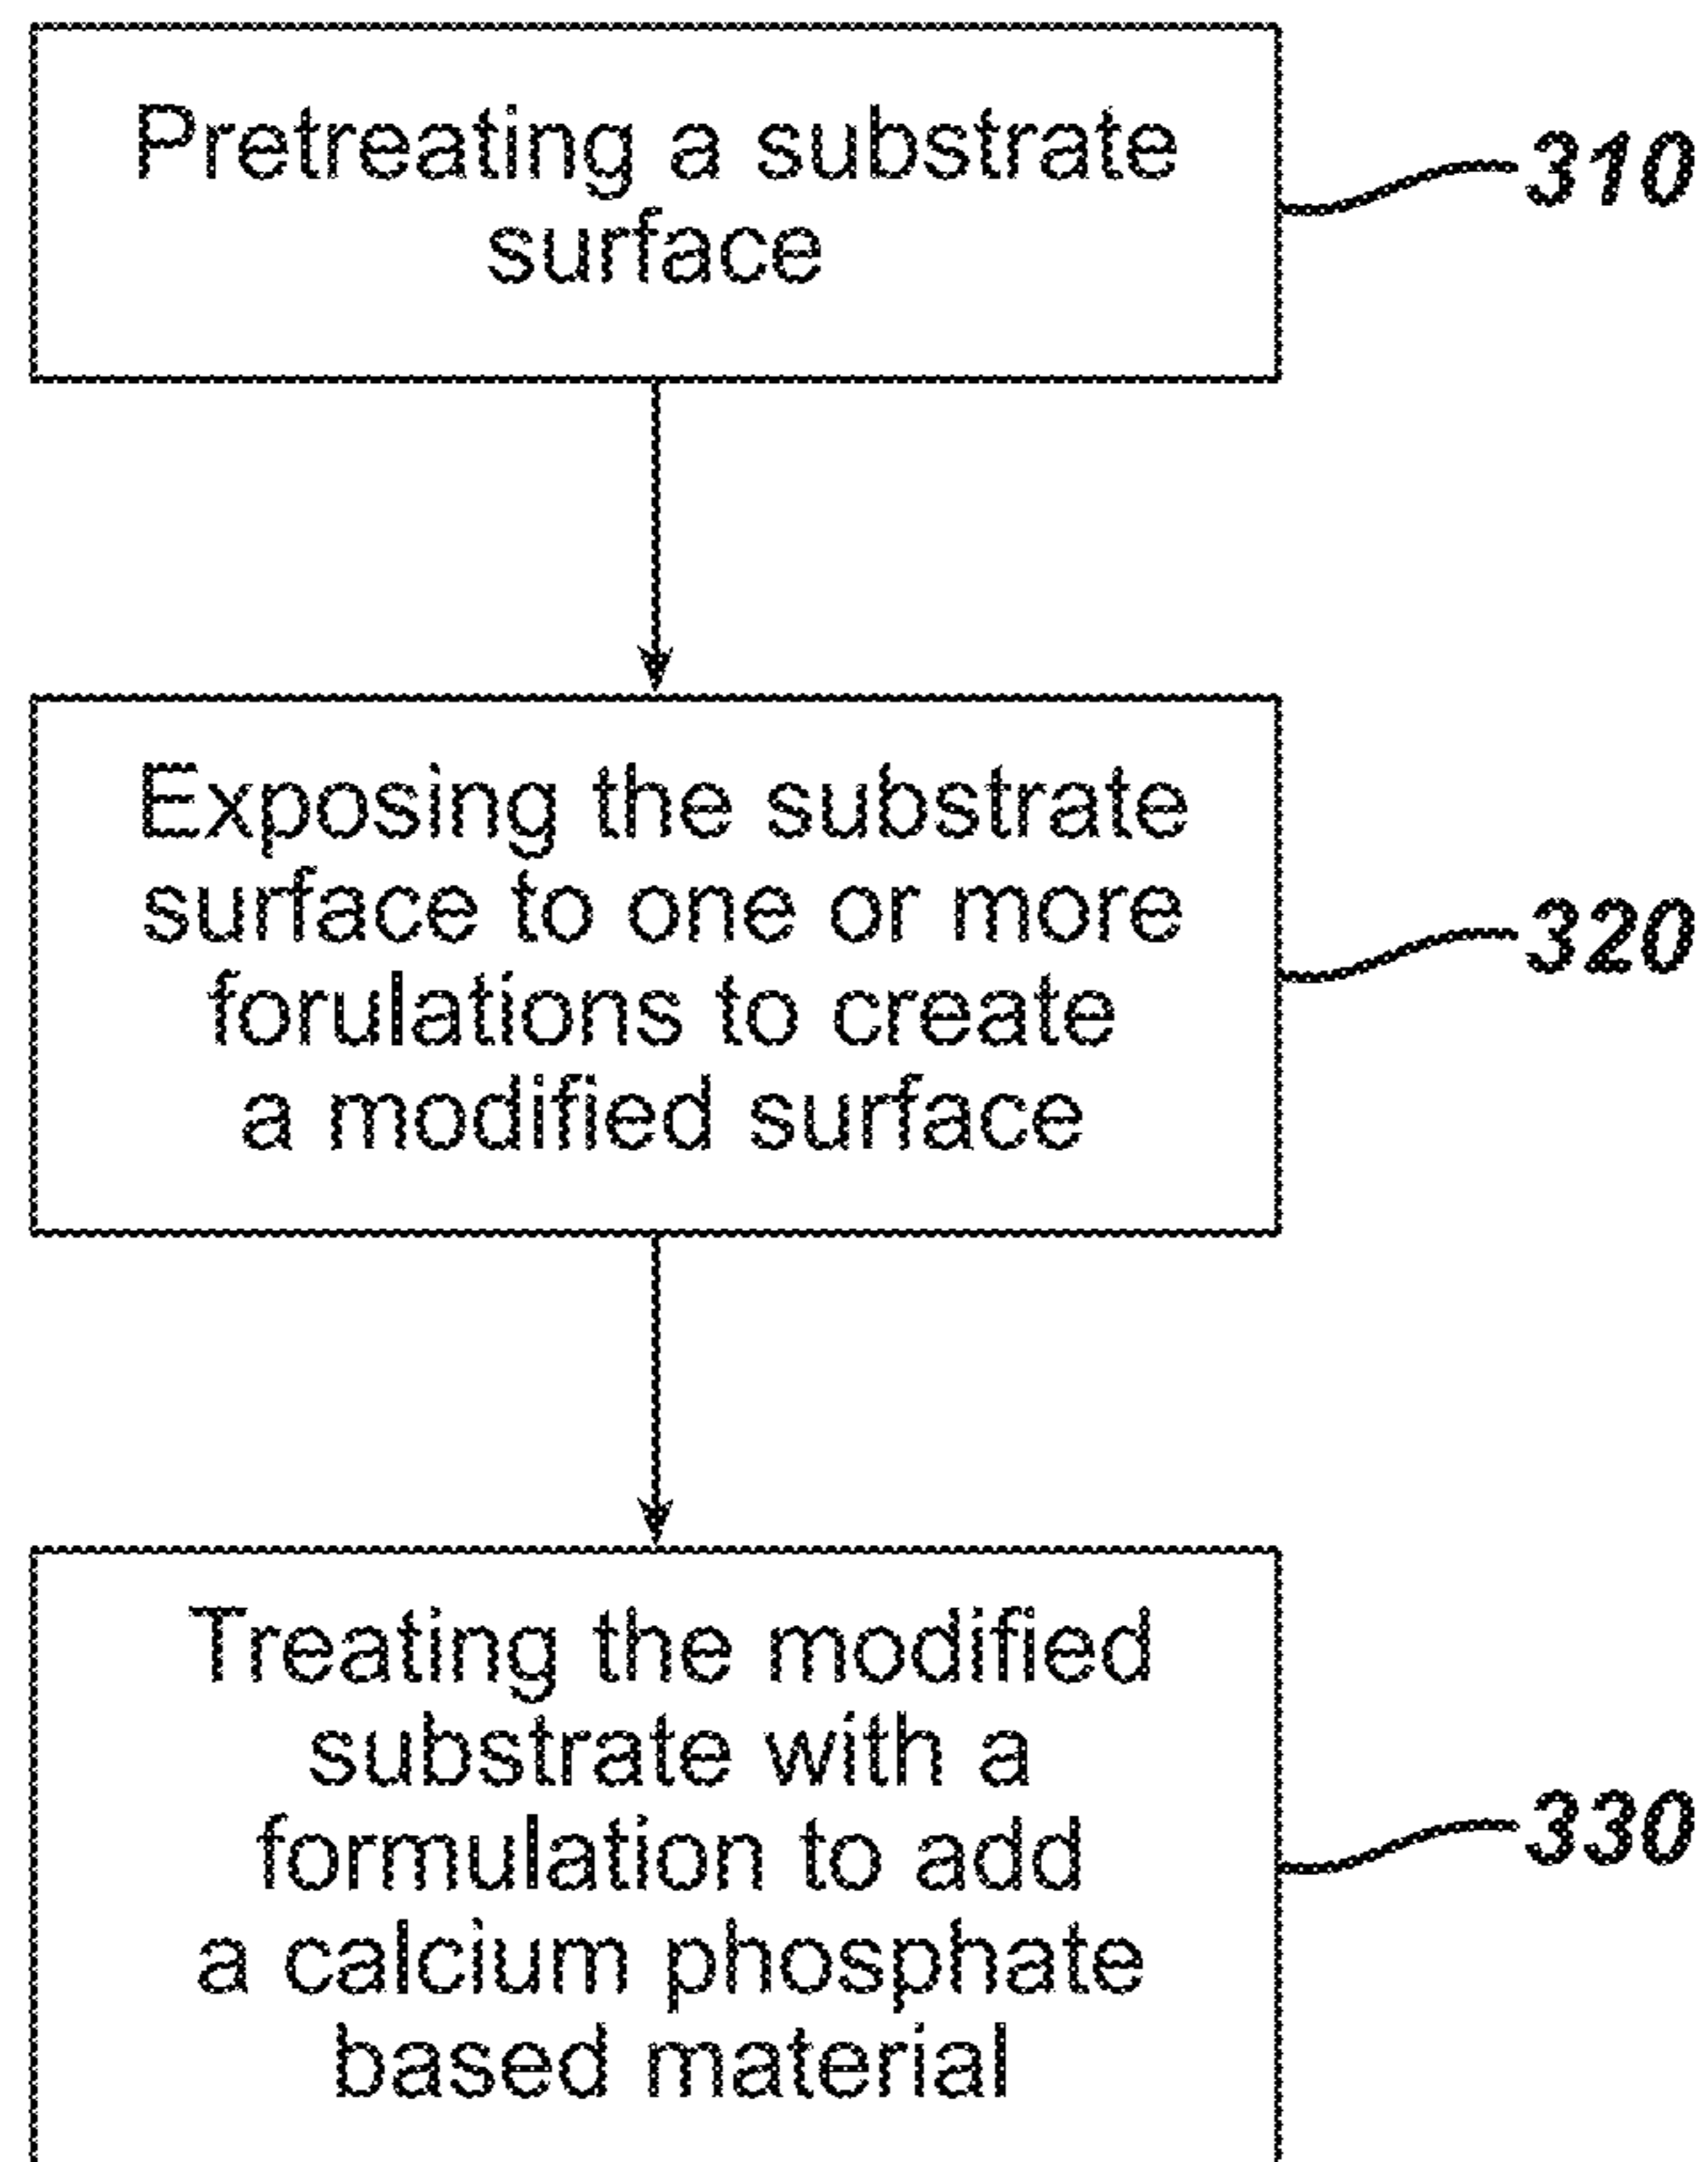 Pretreating a substrate
surface
310
Exposing the substrate
surface to one or more
forulations to create
a modified surface
320
Treating the modified
substrate with a
formulation to add
a calcium phosphate
based material
330